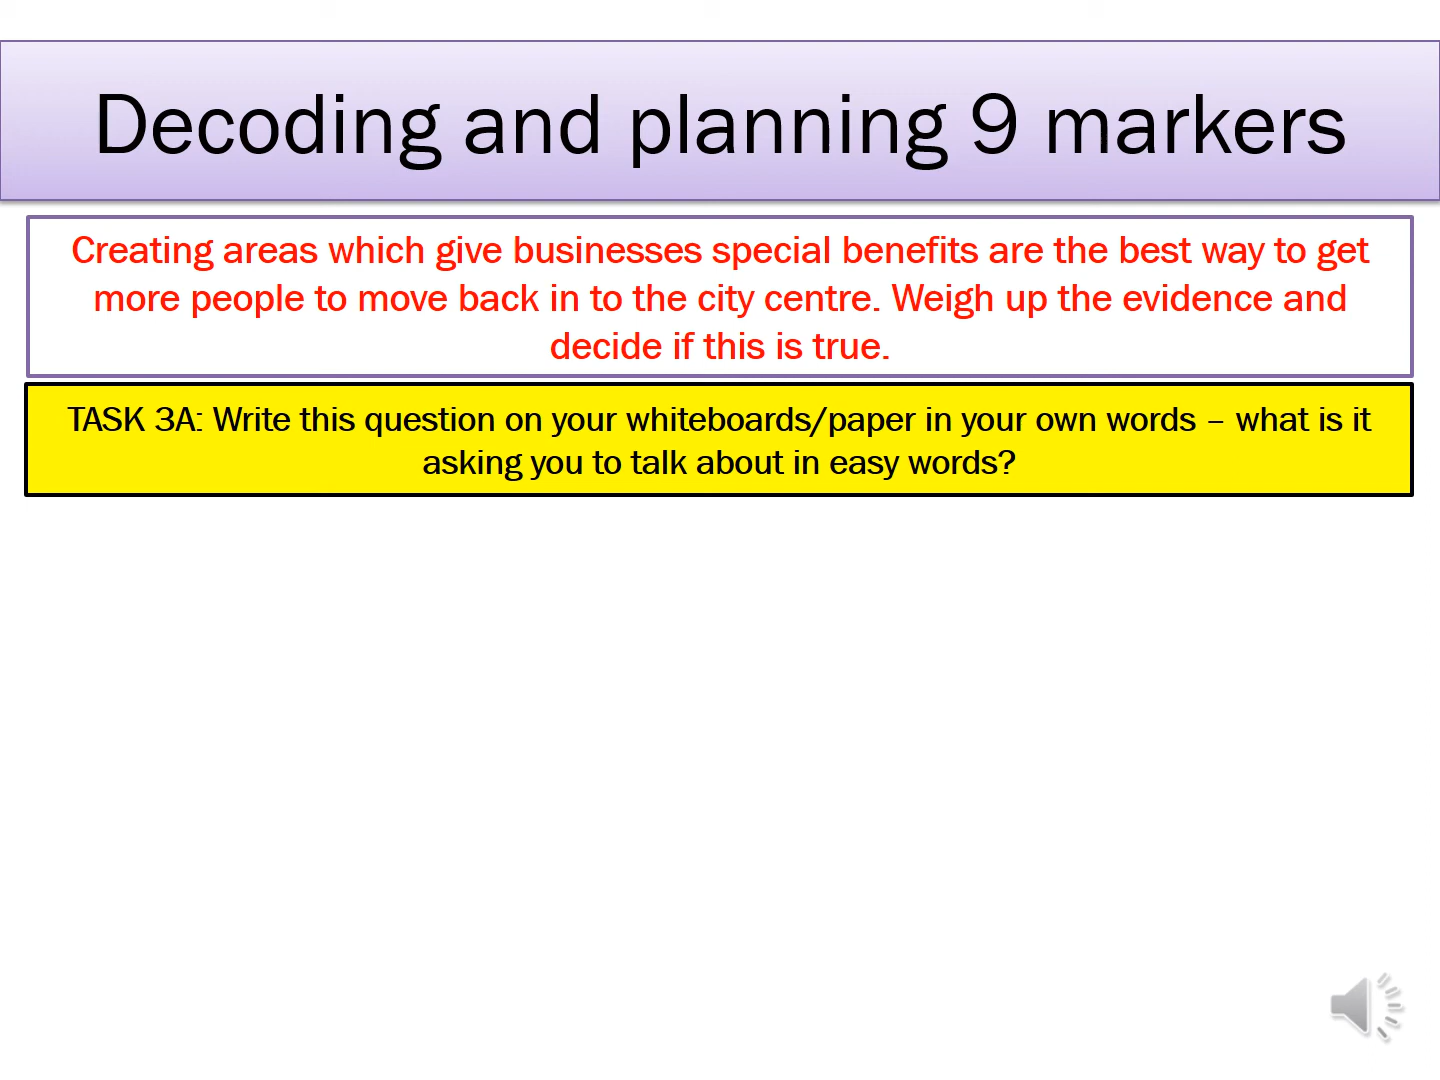 Decoding and planning 9 markers
Creating areas which give businesses special benefits are the best way to get
more people to move back in to the city centre. Weigh up the evidence and
decide if this is true.
TASK 3A: Write this question on your whiteboards/paper in your own words – what is it
asking you to talk about in easy words?